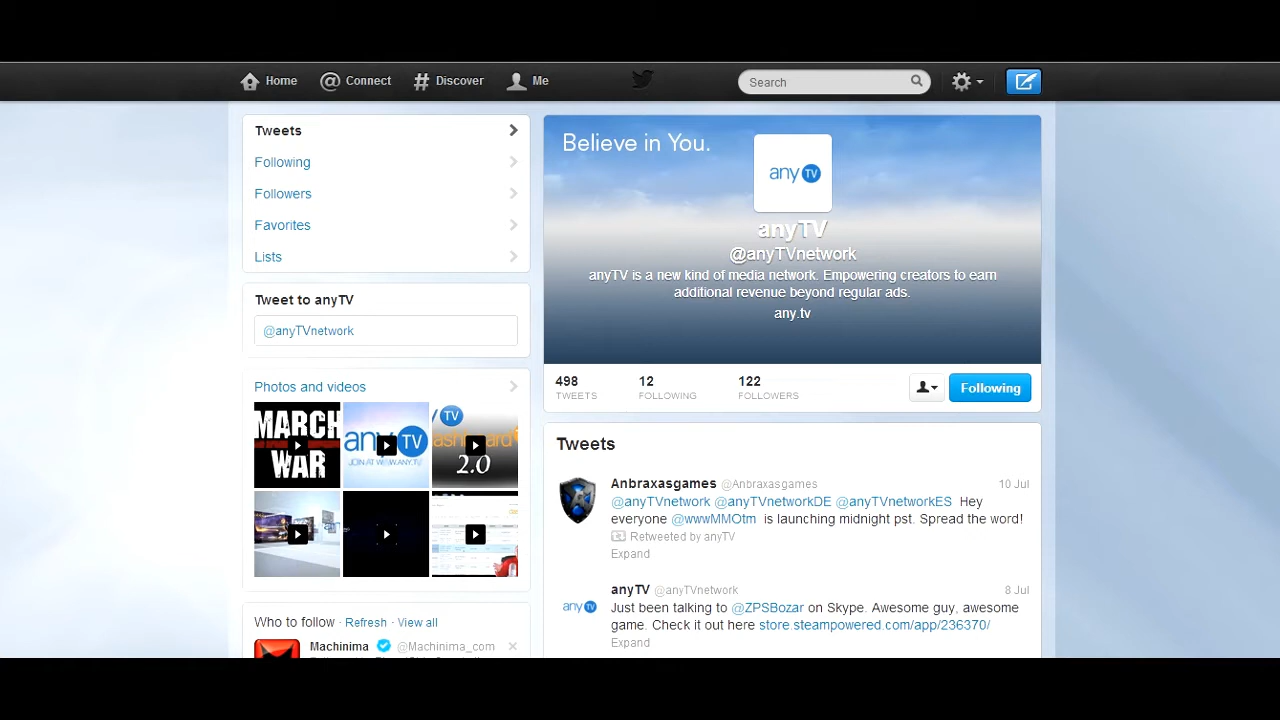 Home Connect Discover Me Search
Tweets
Following
Followers
Favorites
Lists
Tweet to anyTV
@anyTVnetwork
Photos and videos
MARCH
WAR
any TV
JOIN AT WWW.ANY.TV
TV
2.0
Who to follow · Refresh · View all
Machinima @Machinima_com
Believe in You.
any TV
anyTV
@anyTVnetwork
anyTV is a new kind of media network. Empowering creators to earn
additional revenue beyond regular ads.
any.tv
498 12 122
TWEETS FOLLOWING FOLLOWERS
Following
Tweets
Anbraxasgames @Anbraxasgames 10 Jul
@anyTVnetwork @anyTVnetworkDE @anyTVnetworkES Hey
everyone @wwwMMOtm is launching midnight pst. Spread the word!
Retweeted by anyTV
Expand
any TV
anyTV @anyTVnetwork 8 Jul
Just been talking to @ZPSBozar on Skype. Awesome guy, awesome
game. Check it out here store.steampowered.com/app/236370/
Expand